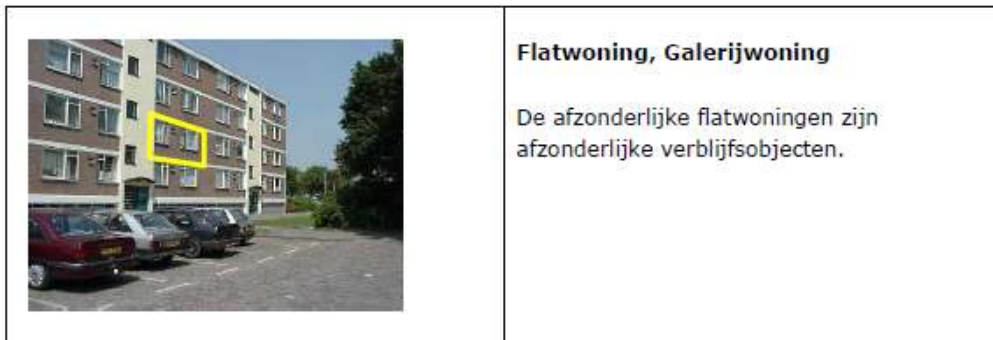 Flatwoning, Galerijwoning
De afzonderlijke flatwoningen zijn
afzonderlijke verblijfsobjecten.